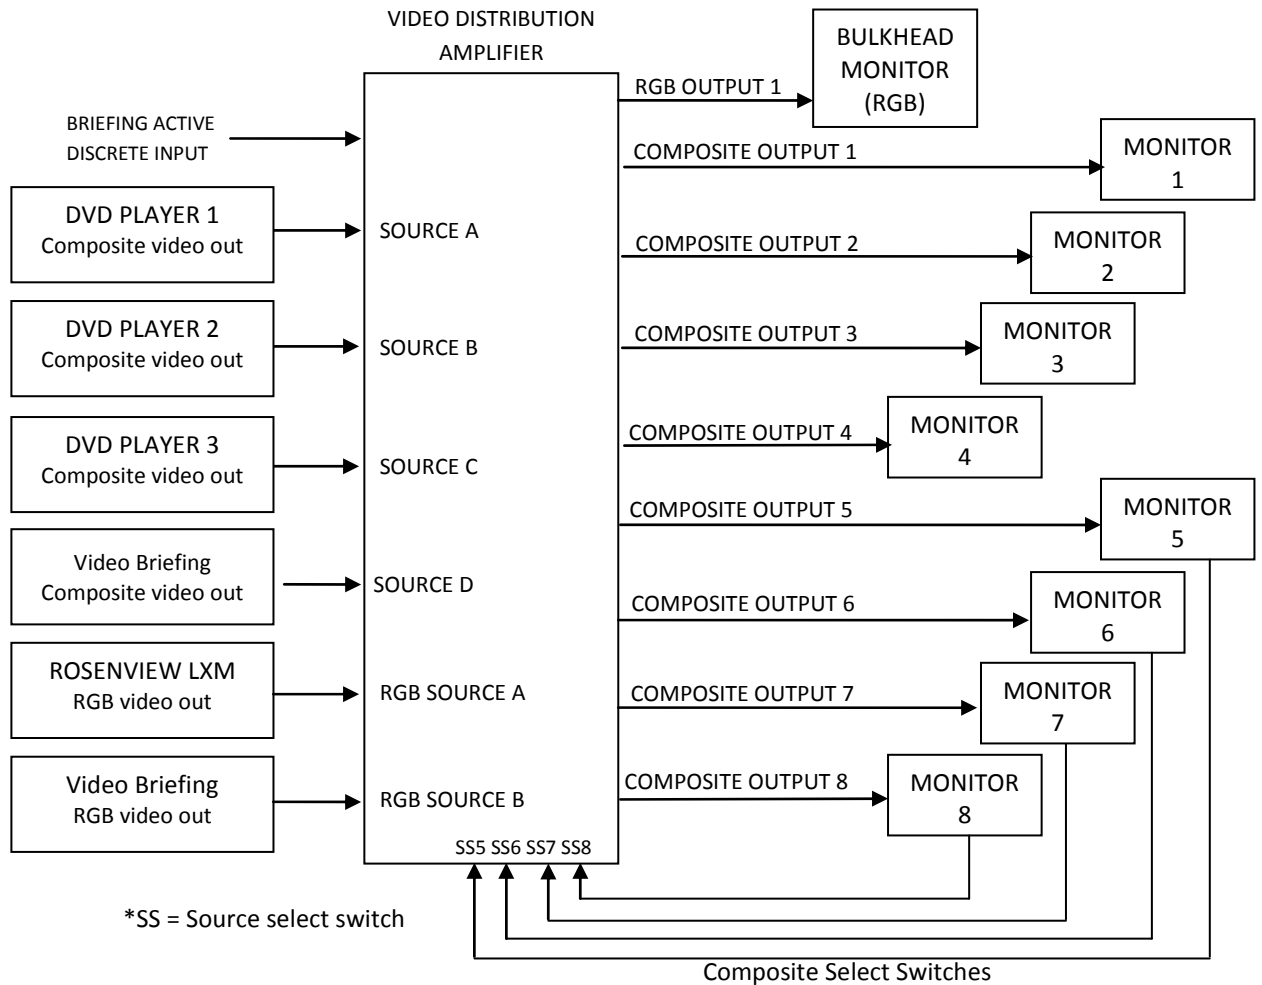 VIDEO DISTRIBUTION
AMPLIFIER
BRIEFING ACTIVE
DISCRETE INPUT
DVD PLAYER 1
Composite video out
DVD PLAYER 2
Composite video out
DVD PLAYER 3
Composite video out
Video Briefing
Composite video out
ROSENVIEW LXM
RGB video out
Video Briefing
RGB video out
SOURCE A
SOURCE B
SOURCE C
SOURCE D
RGB SOURCE A
RGB SOURCE B
SS5 SS6 SS7 SS8
RGB OUTPUT 1
BULKHEAD
MONITOR
(RGB)
COMPOSITE OUTPUT 1
MONITOR
1
COMPOSITE OUTPUT 2
MONITOR
2
COMPOSITE OUTPUT 3
MONITOR
3
COMPOSITE OUTPUT 4
MONITOR
4
COMPOSITE OUTPUT 5
MONITOR
5
COMPOSITE OUTPUT 6
MONITOR
6
COMPOSITE OUTPUT 7
MONITOR
7
COMPOSITE OUTPUT 8
MONITOR
8
*SS = Source select switch
Composite Select Switches